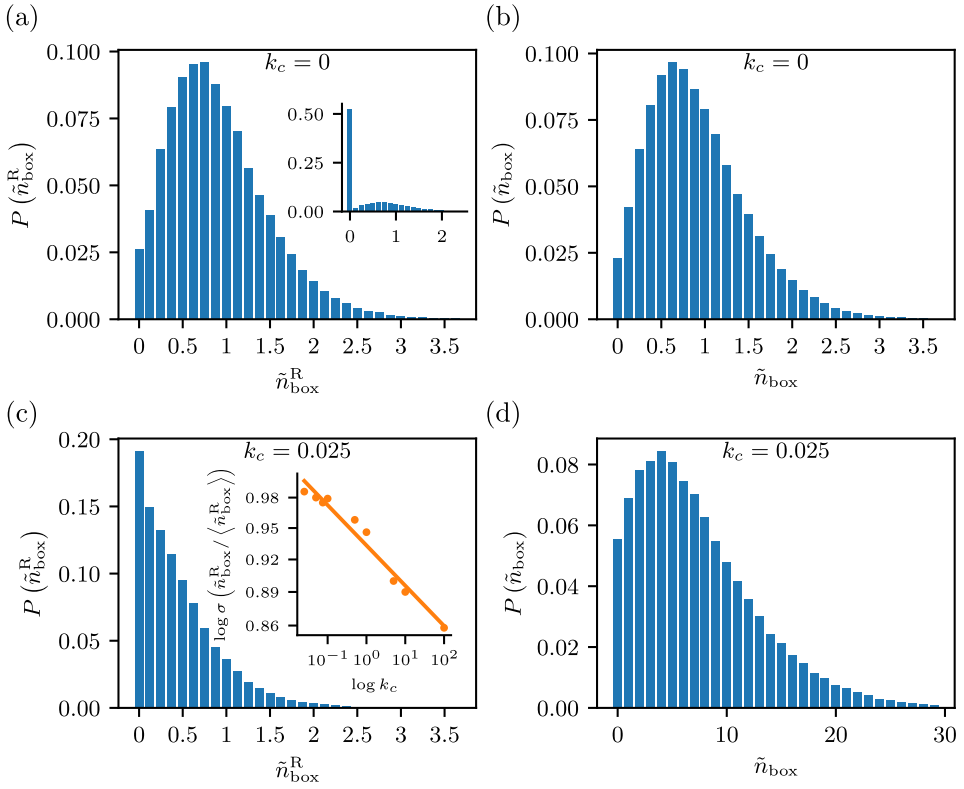 (a)
k_c = 0
P (ñ^R_box)
0.100
0.075
0.050
0.025
0.000
0 0.5 1 1.5 2 2.5 3 3.5
ñ^R_box
0.50
0.25
0.00
0 1 2
(b)
k_c = 0
P (ñ_box)
0.100
0.075
0.050
0.025
0.000
0 0.5 1 1.5 2 2.5 3 3.5
ñ_box
(c)
k_c = 0.025
P (ñ^R_box)
0.20
0.15
0.10
0.05
0.00
0 0.5 1 1.5 2 2.5 3 3.5
ñ^R_box
log σ (ñ^R_box / ⟨ñ^R_box⟩)
0.98
0.95
0.92
0.89
0.86
10^−1 10^0 10^1 10^2
log k_c
(d)
k_c = 0.025
P (ñ_box)
0.08
0.06
0.04
0.02
0.00
0 10 20 30
ñ_box